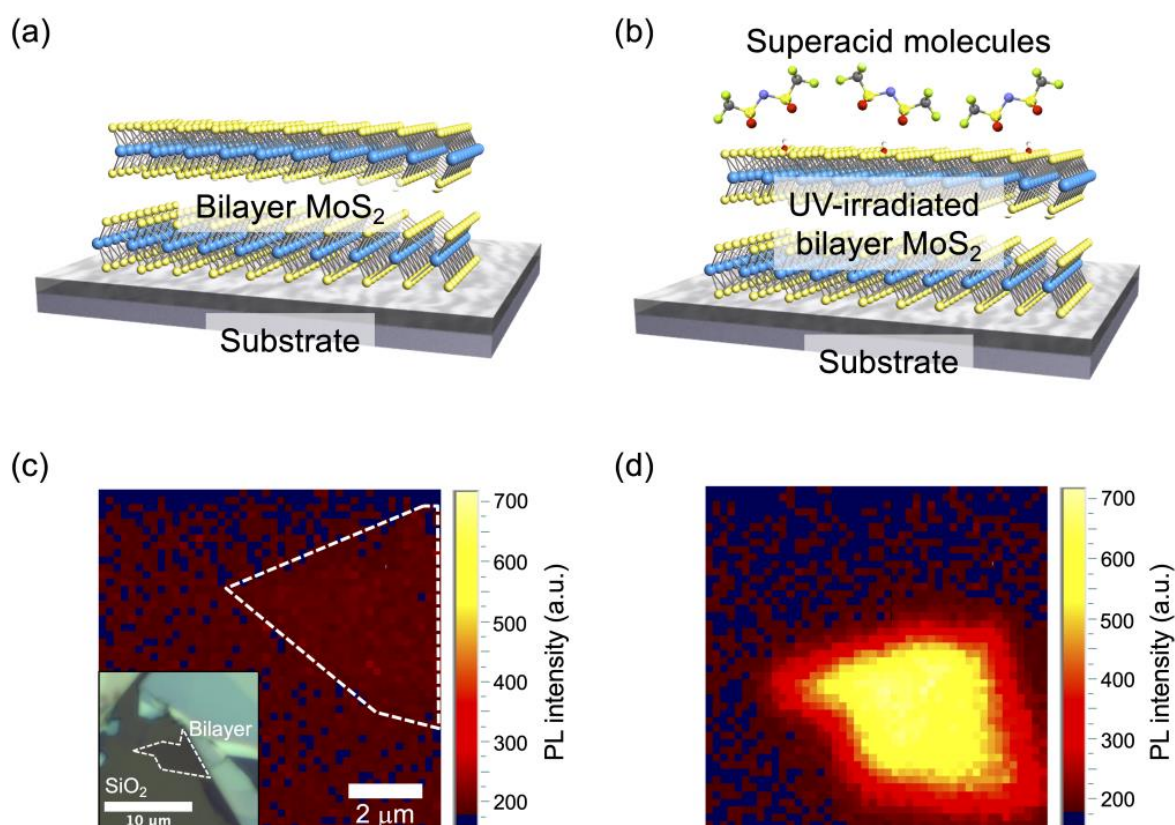 (a)
Bilayer MoS₂
Substrate
(b)
Superacid molecules
UV-irradiated
bilayer MoS₂
Substrate
(c)
700
600
500
400
300
200
PL intensity (a.u.)
Bilayer
SiO₂
10 μm
2 μm
(d)
700
600
500
400
300
200
PL intensity (a.u.)